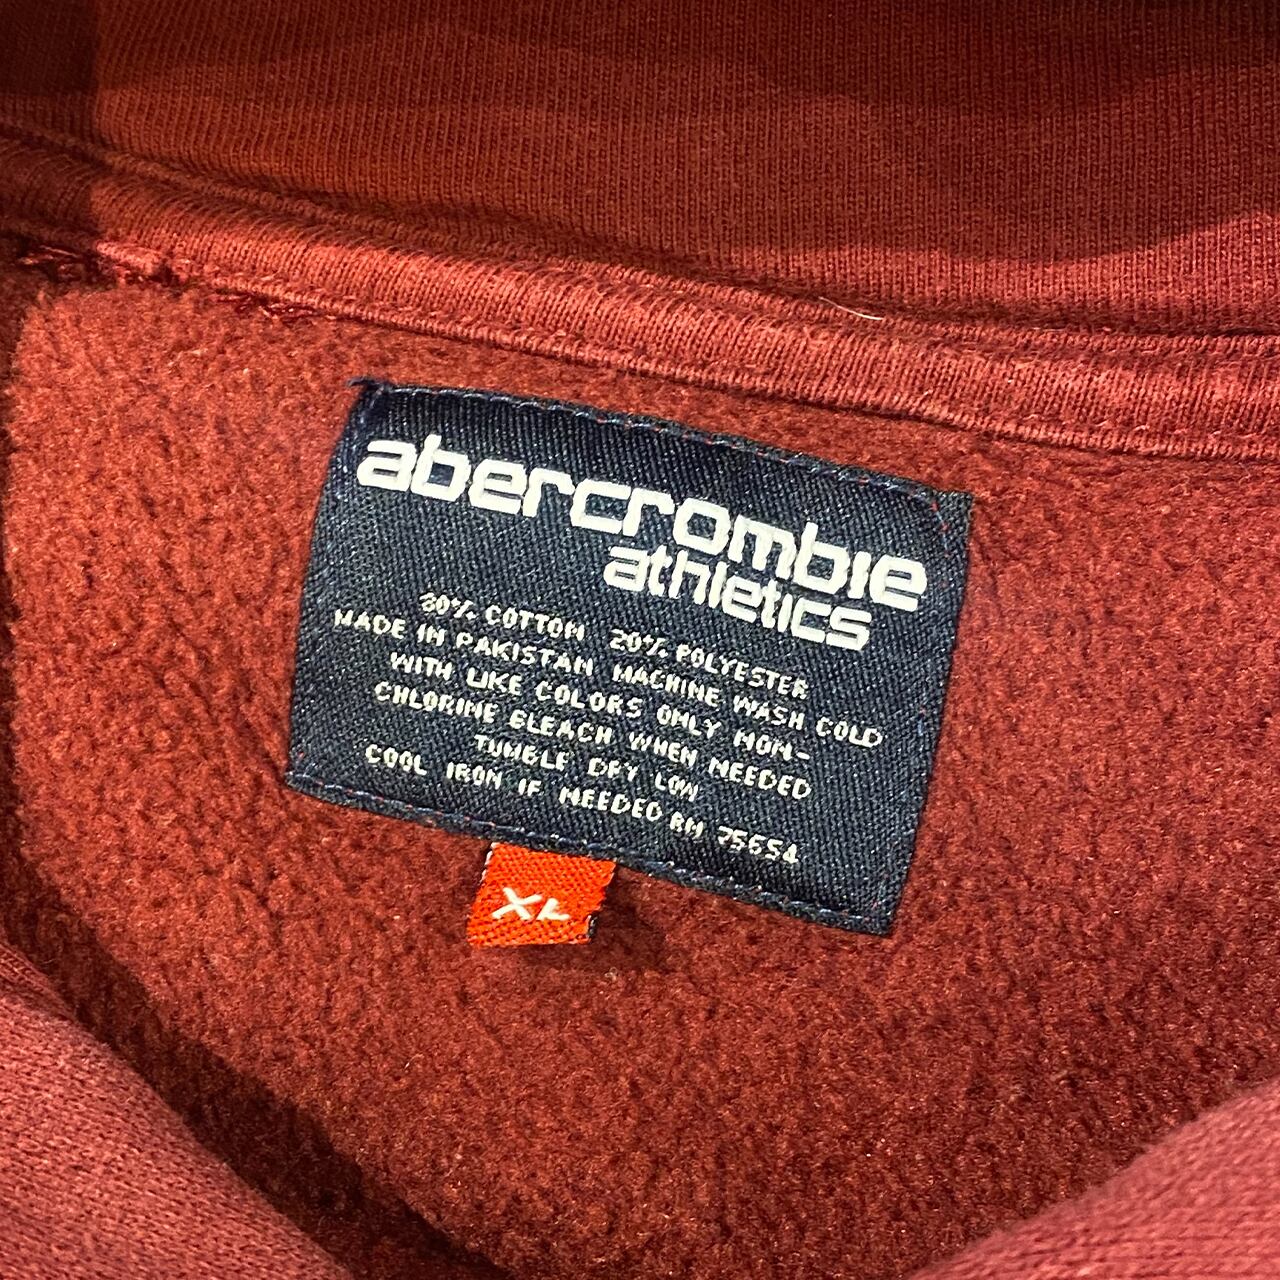 abercrombie
athletics
80% COTTON 20% POLYESTER
MADE IN PAKISTAN MACHINE WASH COLD
WITH LIKE COLORS ONLY NON-
CHLORINE BLEACH WHEN NEEDED
TUMBLE DRY LOW
COOL IRON IF NEEDED RN 75654
XL